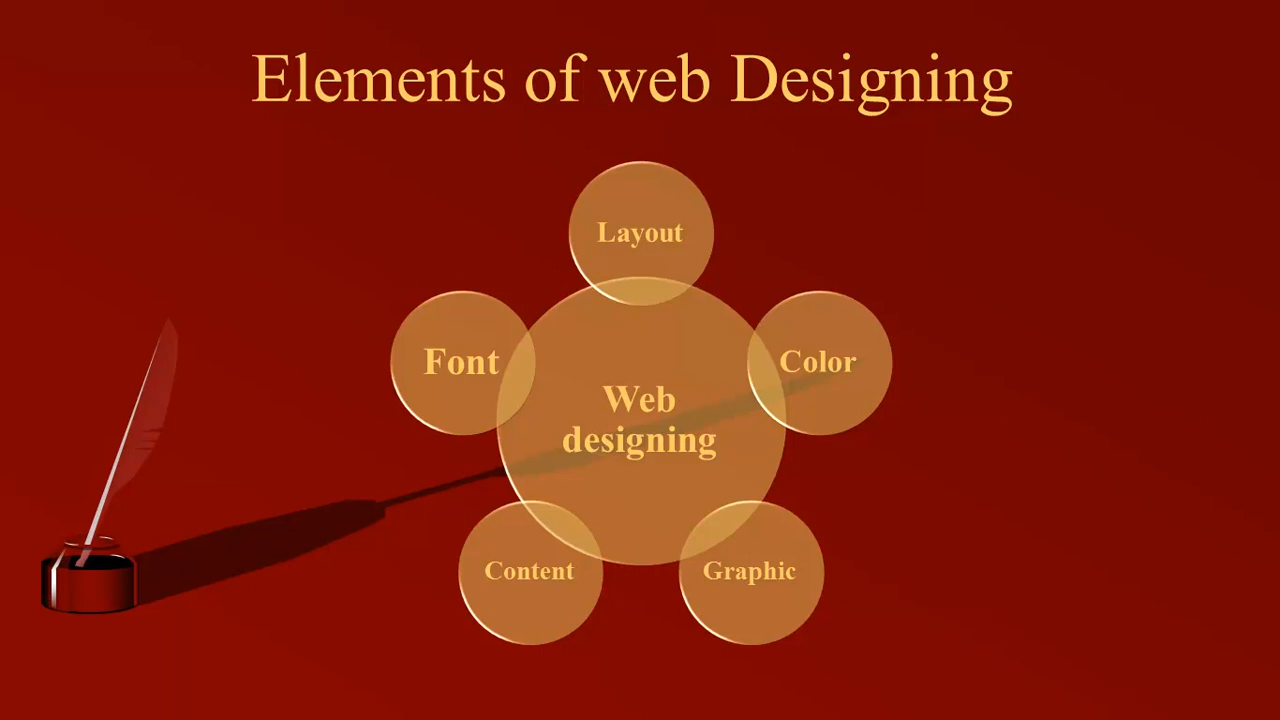 Elements of web Designing
Layout
Font
Color
Web
designing
Content
Graphic